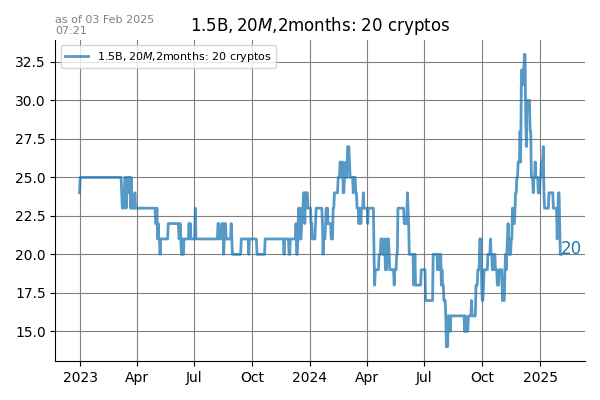 as of 03 Feb 2025
07:21
1.5B, 20M,2months: 20 cryptos
1.5B, 20M,2months: 20 cryptos
32.5
30.0
27.5
25.0
22.5
20.0
17.5
15.0
20
2023
Apr
Jul
Oct
2024
Apr
Jul
Oct
2025